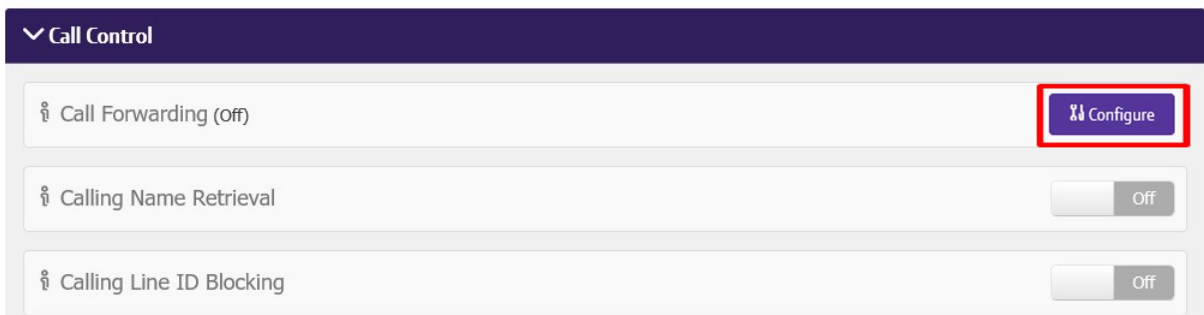 Call Control
Call Forwarding (Off)
Configure
Calling Name Retrieval
Off
Calling Line ID Blocking
Off